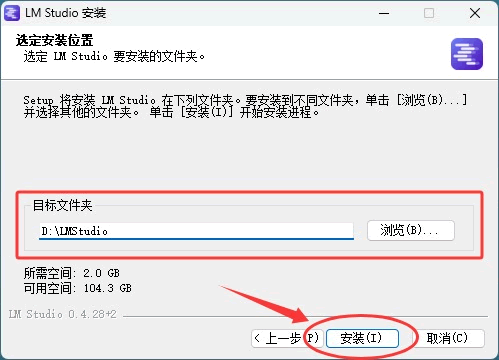 LM Studio 安装
选定安装位置
选定 LM Studio 要安装的文件夹。
Setup 将安装 LM Studio 在下列文件夹。要安装到不同文件夹，单击 [浏览(B)...]
并选择其他的文件夹。 单击 [安装(I)] 开始安装进程。
目标文件夹
D:\LMStudio
浏览(B)...
所需空间: 2.0 GB
可用空间: 104.3 GB
LM Studio 0.4.28+2
< 上一步(P)
安装(I)
取消(C)